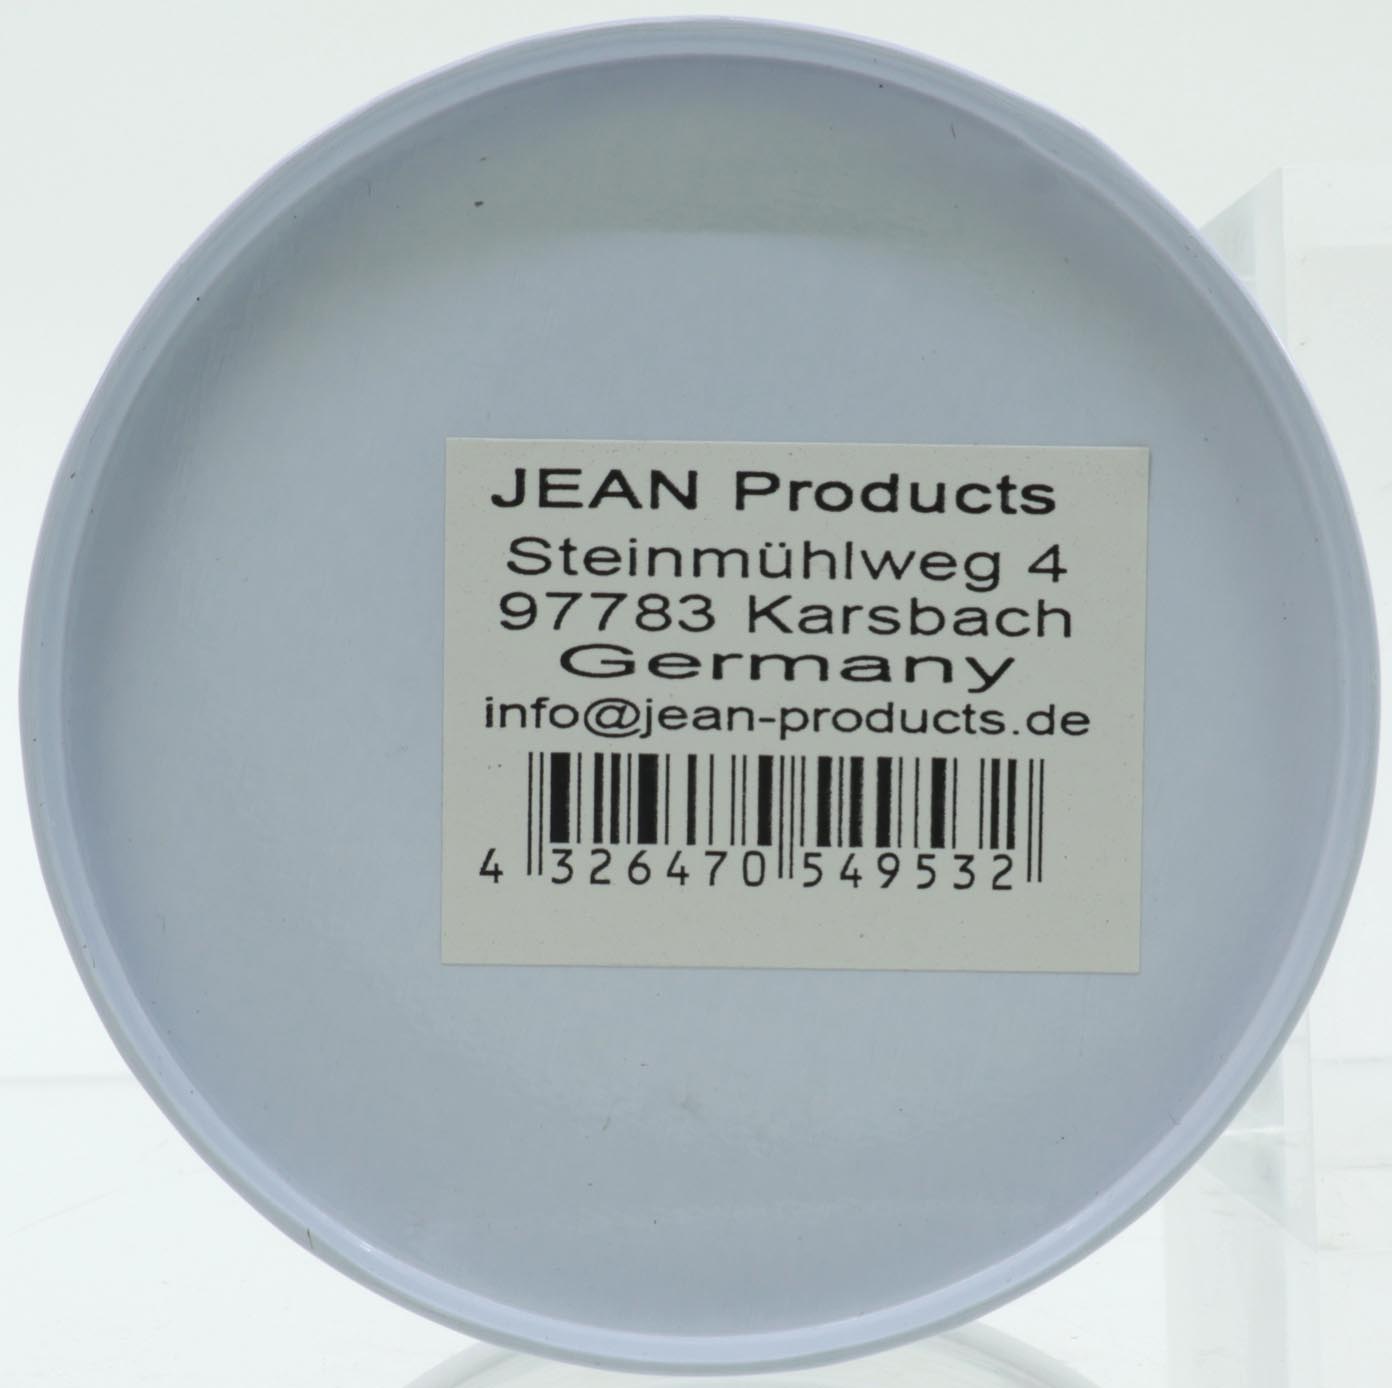 JEAN Products
Steinmühlweg 4
97783 Karsbach
Germany
info@jean-products.de
4 326470 549532